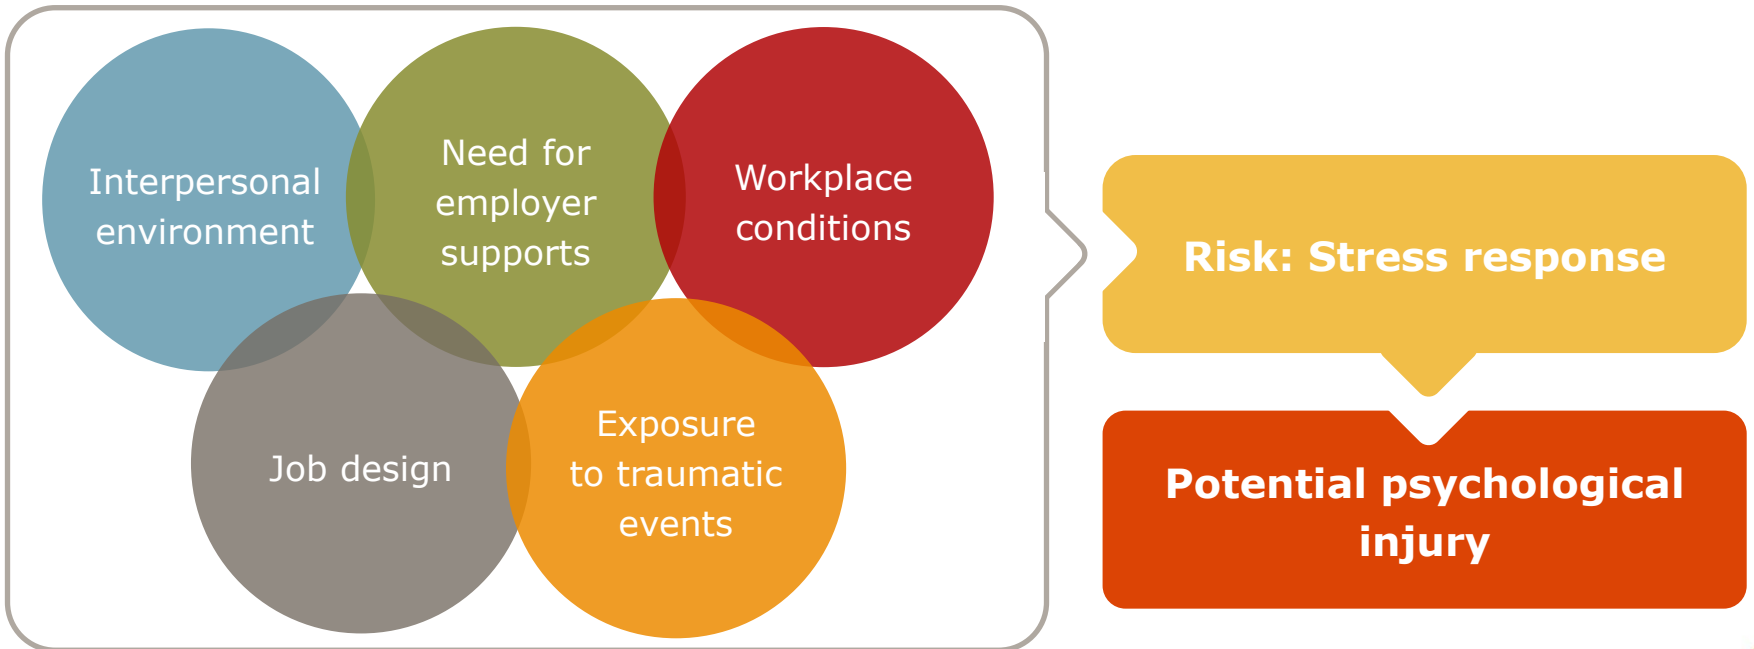 Interpersonal
environment
Need for
employer
supports
Workplace
conditions
Job design
Exposure
to traumatic
events
Risk: Stress response
Potential psychological
injury